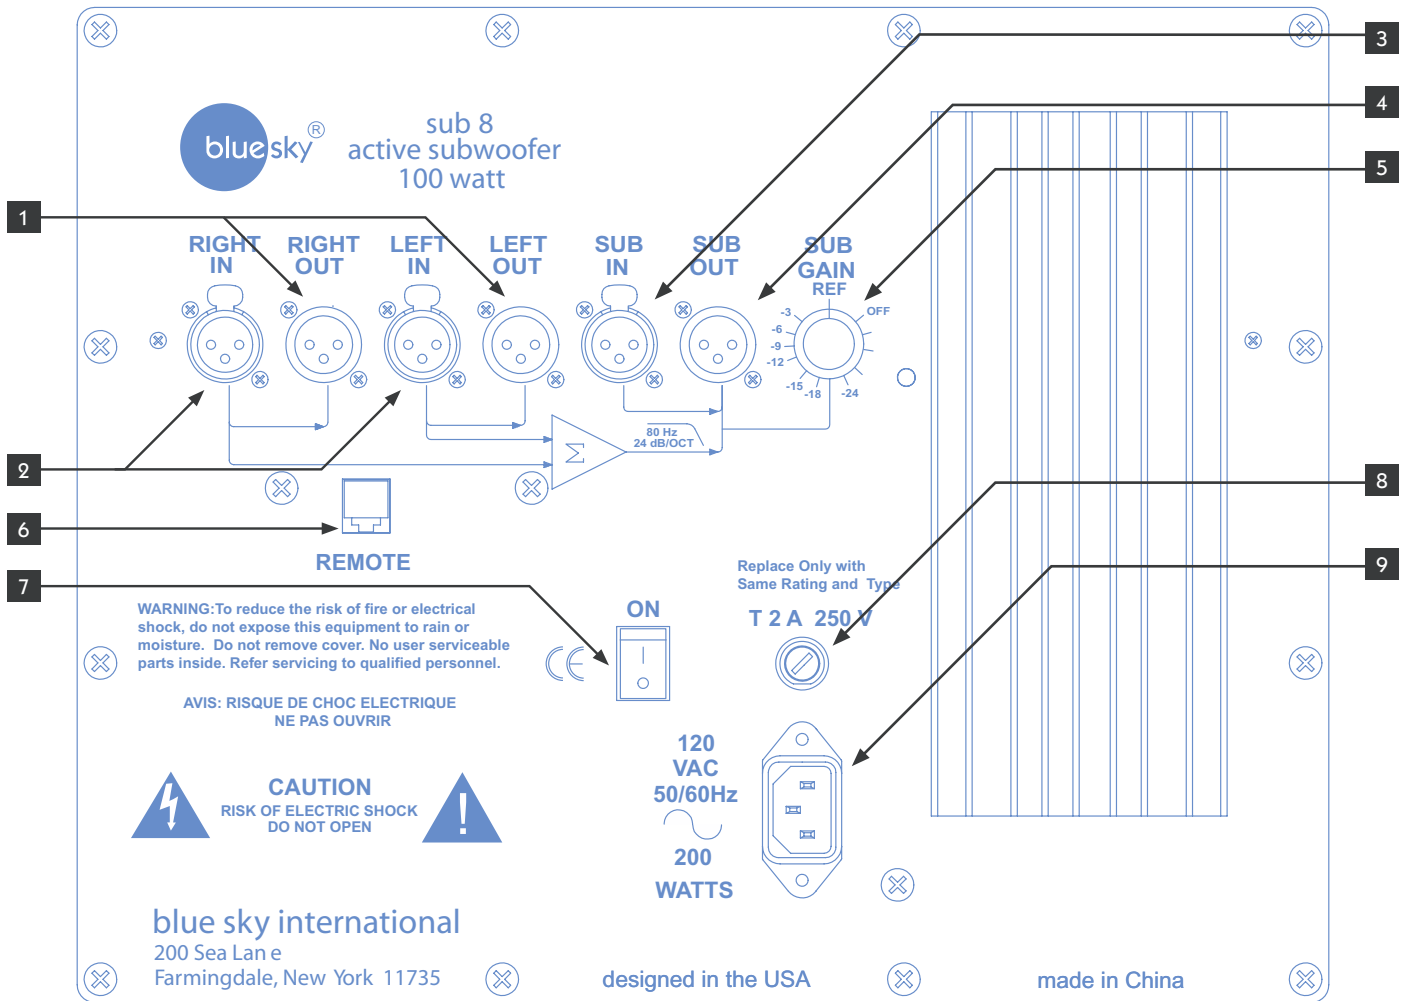 3
4
5
bluesky®
sub 8
active subwoofer
100 watt
1
RIGHT IN
RIGHT OUT
LEFT IN
LEFT OUT
SUB IN
SUB OUT
SUB GAIN
REF
OFF
-3
-6
-9
-12
-15
-18
-24
80 Hz
24 dB/OCT
Σ
2
6
REMOTE
7
8
9
Replace Only with
Same Rating and Type
T 2 A 250 V
ON
I
O
CE
WARNING:To reduce the risk of fire or electrical
shock, do not expose this equipment to rain or
moisture. Do not remove cover. No user serviceable
parts inside. Refer servicing to qualified personnel.
AVIS: RISQUE DE CHOC ELECTRIQUE
NE PAS OUVRIR
CAUTION
RISK OF ELECTRIC SHOCK
DO NOT OPEN
!
120
VAC
50/60Hz
200
WATTS
blue sky international
200 Sea Lan e
Farmingdale, New York 11735
designed in the USA
made in China